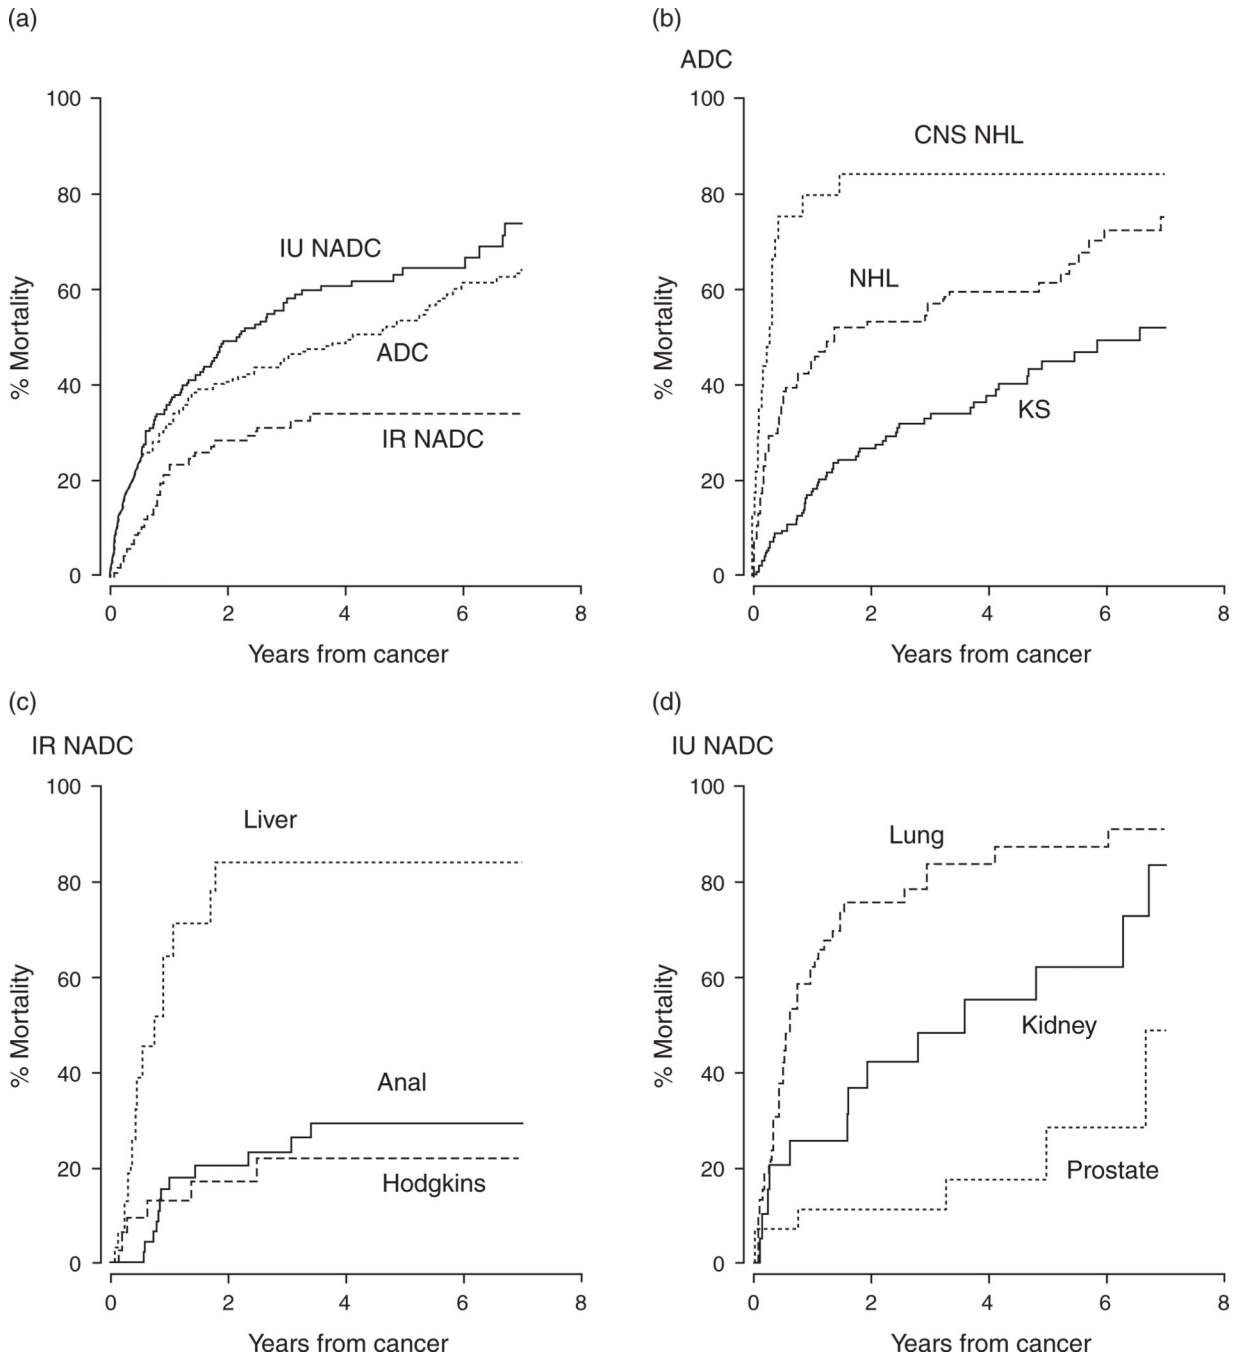 (a)
100
80
60
40
20
0
% Mortality
IU NADC
ADC
IR NADC
0 2 4 6 8
Years from cancer
(b)
ADC
100
80
60
40
20
0
% Mortality
CNS NHL
NHL
KS
0 2 4 6 8
Years from cancer
(c)
IR NADC
100
80
60
40
20
0
% Mortality
Liver
Anal
Hodgkins
0 2 4 6 8
Years from cancer
(d)
IU NADC
100
80
60
40
20
0
% Mortality
Lung
Kidney
Prostate
0 2 4 6 8
Years from cancer